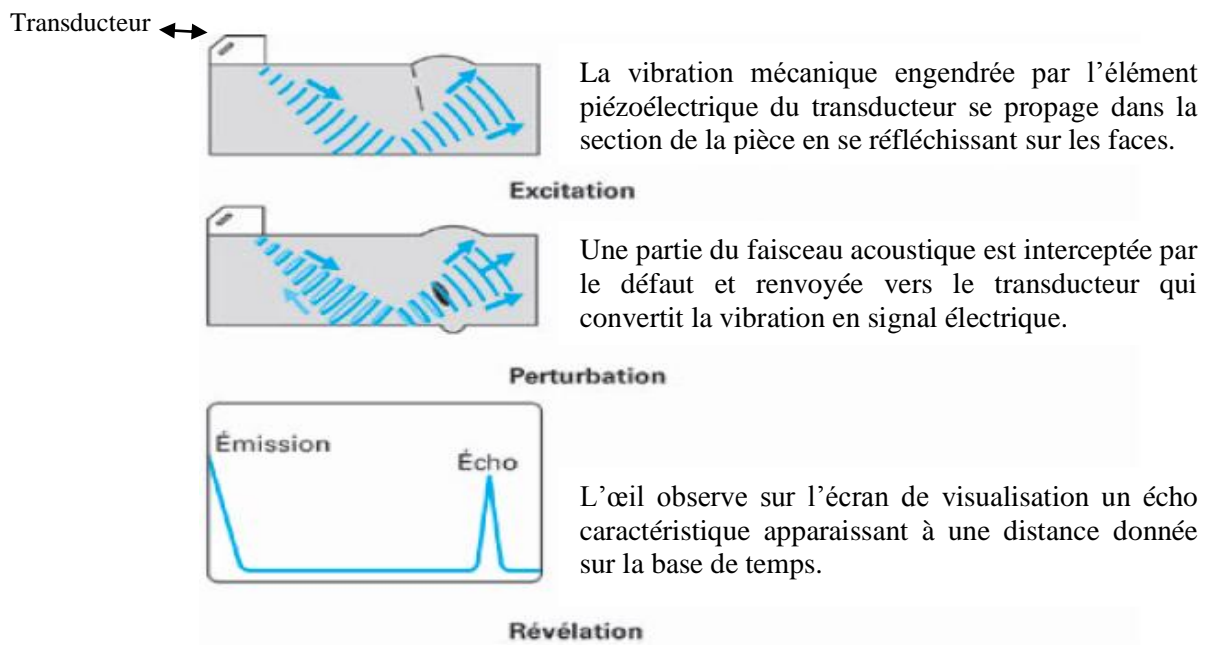 Transducteur
La vibration mécanique engendrée par l’élément
piézoélectrique du transducteur se propage dans la
section de la pièce en se réfléchissant sur les faces.
Excitation
Une partie du faisceau acoustique est interceptée par
le défaut et renvoyée vers le transducteur qui
convertit la vibration en signal électrique.
Perturbation
Émission
Écho
L’œil observe sur l’écran de visualisation un écho
caractéristique apparaissant à une distance donnée
sur la base de temps.
Révélation